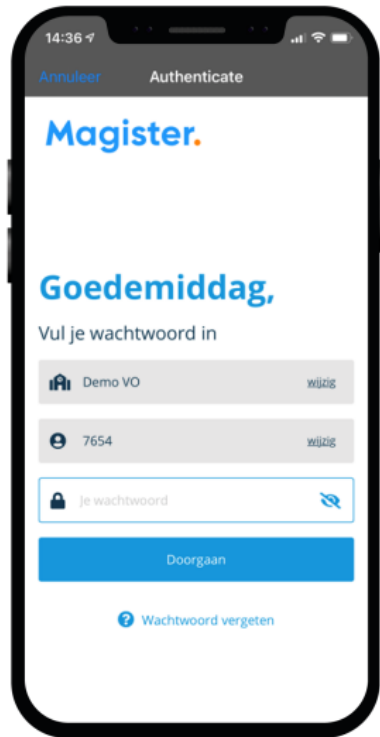 14:36
Annuleer Authenticate
Magister.
Goedemiddag,
Vul je wachtwoord in
Demo VO wijzig
7654 wijzig
Je wachtwoord
Doorgaan
? Wachtwoord vergeten